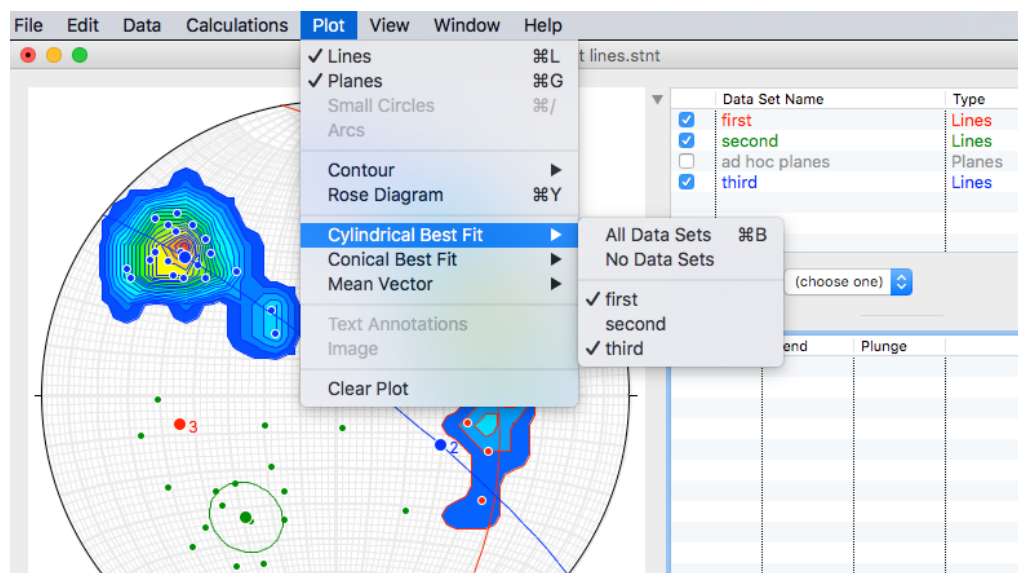 File Edit Data Calculations Plot View Window Help
t lines.stnt
✓ Lines ⌘L
✓ Planes ⌘G
Small Circles ⌘/
Arcs
Contour
Rose Diagram ⌘Y
Cylindrical Best Fit
Conical Best Fit
Mean Vector
Text Annotations
Image
Clear Plot
All Data Sets ⌘B
No Data Sets
✓ first
second
✓ third
Data Set Name Type
first Lines
second Lines
ad hoc planes Planes
third Lines
(choose one)
end Plunge
3
2